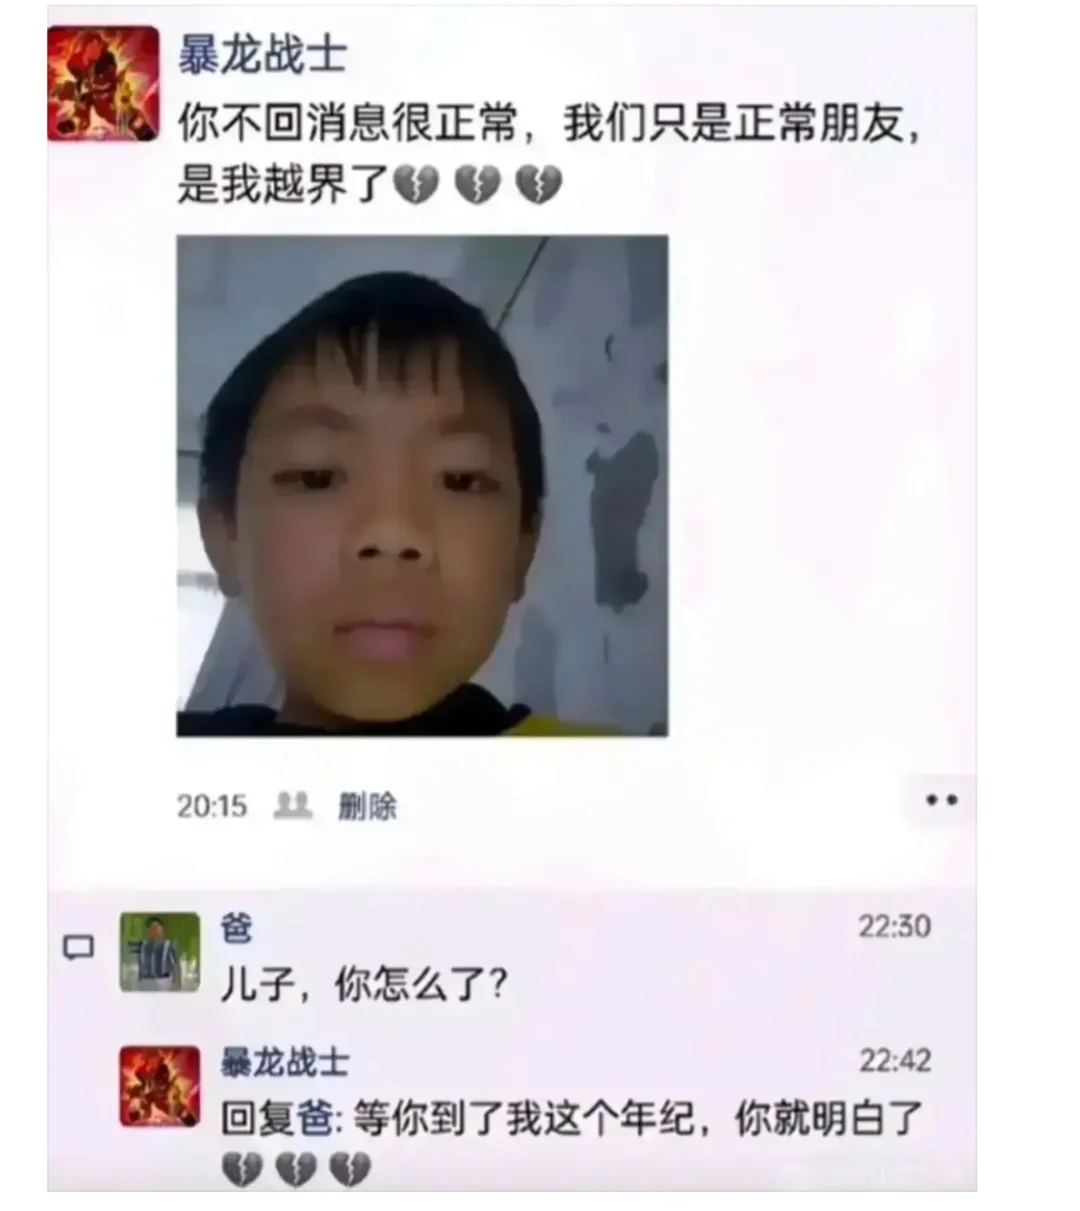 暴龙战士
你不回消息很正常，我们只是正常朋友，
是我越界了💔💔💔
20:15 删除
爸 22:30
儿子，你怎么了？
暴龙战士 22:42
回复爸: 等你到了我这个年纪，你就明白了
💔💔💔